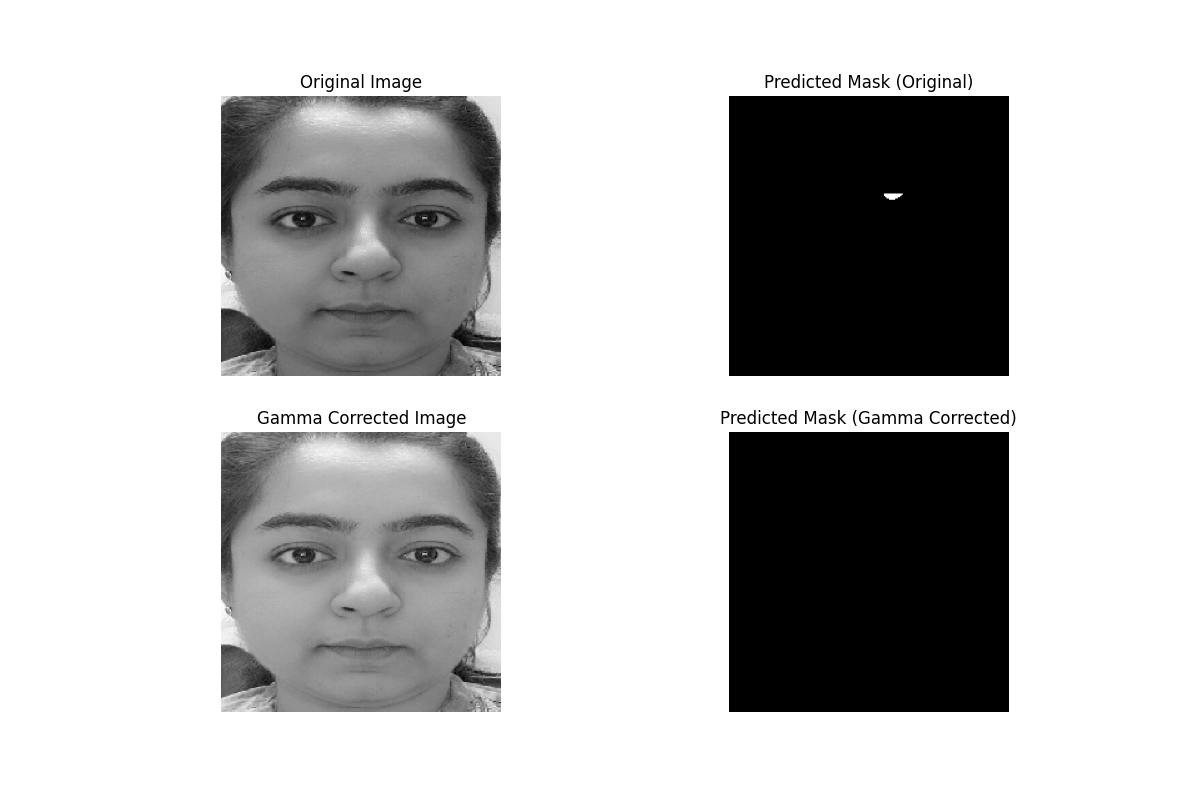 Original Image
Predicted Mask (Original)
Gamma Corrected Image
Predicted Mask (Gamma Corrected)